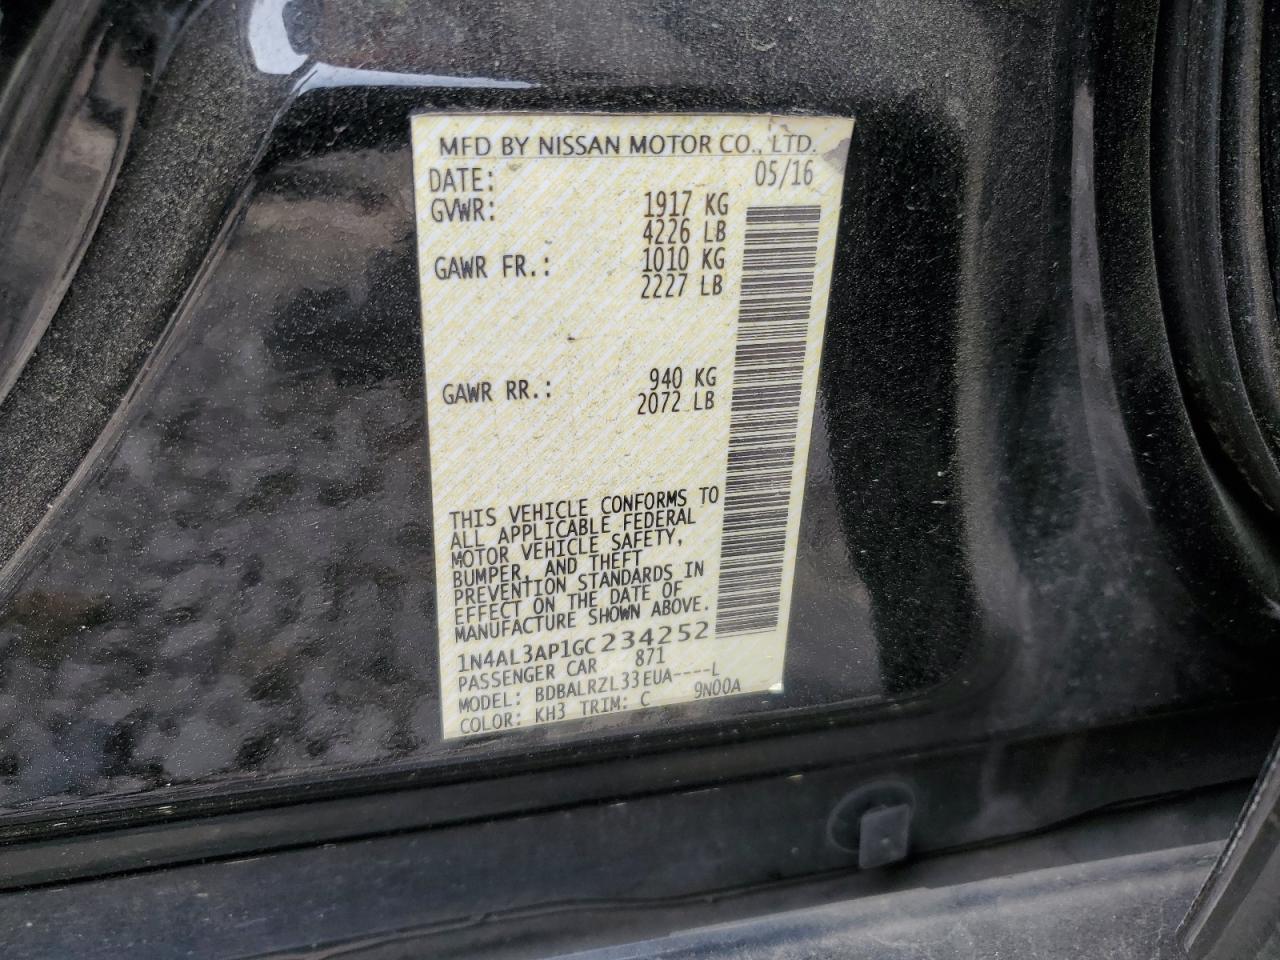 MFD BY NISSAN MOTOR CO., LTD.
DATE: 05/16
GVWR: 1917 KG
4226 LB
GAWR FR.: 1010 KG
2227 LB
GAWR RR.: 940 KG
2072 LB
THIS VEHICLE CONFORMS TO
ALL APPLICABLE FEDERAL
MOTOR VEHICLE SAFETY,
BUMPER, AND THEFT
PREVENTION STANDARDS IN
EFFECT ON THE DATE OF
MANUFACTURE SHOWN ABOVE.
1N4AL3AP1GC234252
PASSENGER CAR 871
MODEL: BDBALRZL33EUA----L
COLOR: KH3 TRIM: C 9N00A